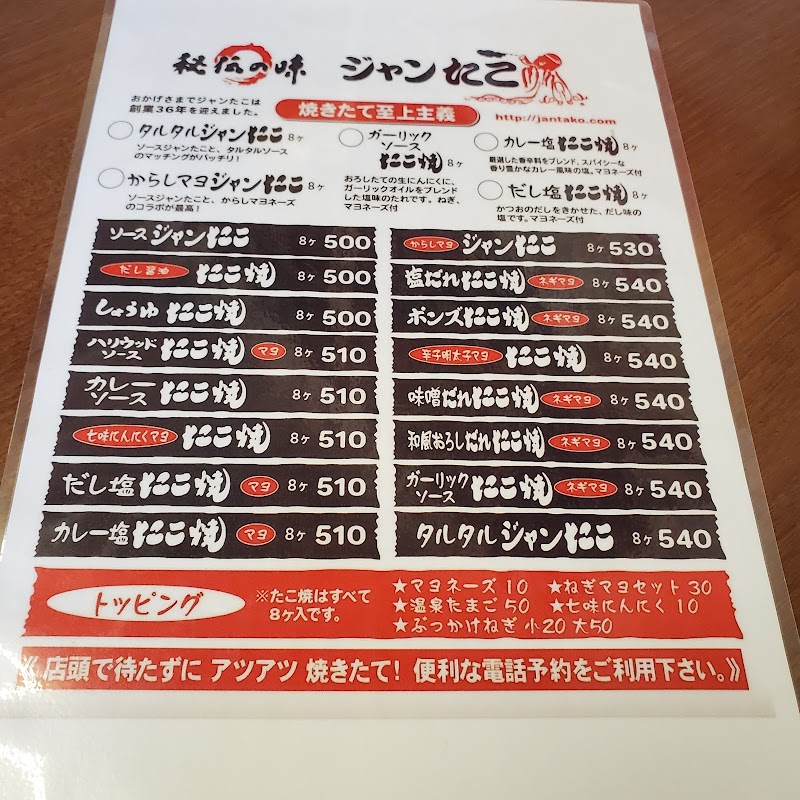 秘伝の味 ジャンたこ
おかげさまでジャンたこは
創業36年を迎えました。
焼きたて至上主義
http://jantako.com
タルタルジャンたこ 8ヶ
ソースジャンたこと、タルタルソース
のマッチングがバッチリ!
ガーリック
ソース
たこ焼 8ヶ
おろしたての生にんにくに、
ガーリックオイルをブレンド
した塩味のたれです。ねぎ、
マヨネーズ付
カレー塩たこ焼 8ヶ
厳選した香辛料をブレンド、スパイシーな
香り豊かなカレー風味の塩。マヨネーズ付
からしマヨジャンたこ 8ヶ
ソースジャンたこと、からしマヨネーズ
のコラボが最高!
だし塩たこ焼 8ヶ
かつおのだしをきかせた、だし味の
塩です。マヨネーズ付
ソースジャンたこ 8ヶ 500
だし醤油 たこ焼 8ヶ 500
しょうゆ たこ焼 8ヶ 500
ハリウッドソース たこ焼 マヨ 8ヶ 510
カレーソース たこ焼 8ヶ 510
七味にんにくマヨ たこ焼 8ヶ 510
だし塩たこ焼 マヨ 8ヶ 510
カレー塩たこ焼 マヨ 8ヶ 510
からしマヨ ジャンたこ 8ヶ 530
塩だれたこ焼 ネギマヨ 8ヶ 540
ポンズたこ焼 ネギマヨ 8ヶ 540
辛子明太子マヨ たこ焼 8ヶ 540
味噌だれたこ焼 ネギマヨ 8ヶ 540
和風おろしだれたこ焼 ネギマヨ 8ヶ 540
ガーリックソース たこ焼 ネギマヨ 8ヶ 540
タルタルジャンたこ 8ヶ 540
トッピング
※たこ焼はすべて
8ヶ入です。
★マヨネーズ 10 ★ねぎマヨセット 30
★温泉たまご 50 ★七味にんにく 10
★ぶっかけねぎ 小20 大50
《店頭で待たずに アツアツ 焼きたて! 便利な電話予約をご利用下さい。》